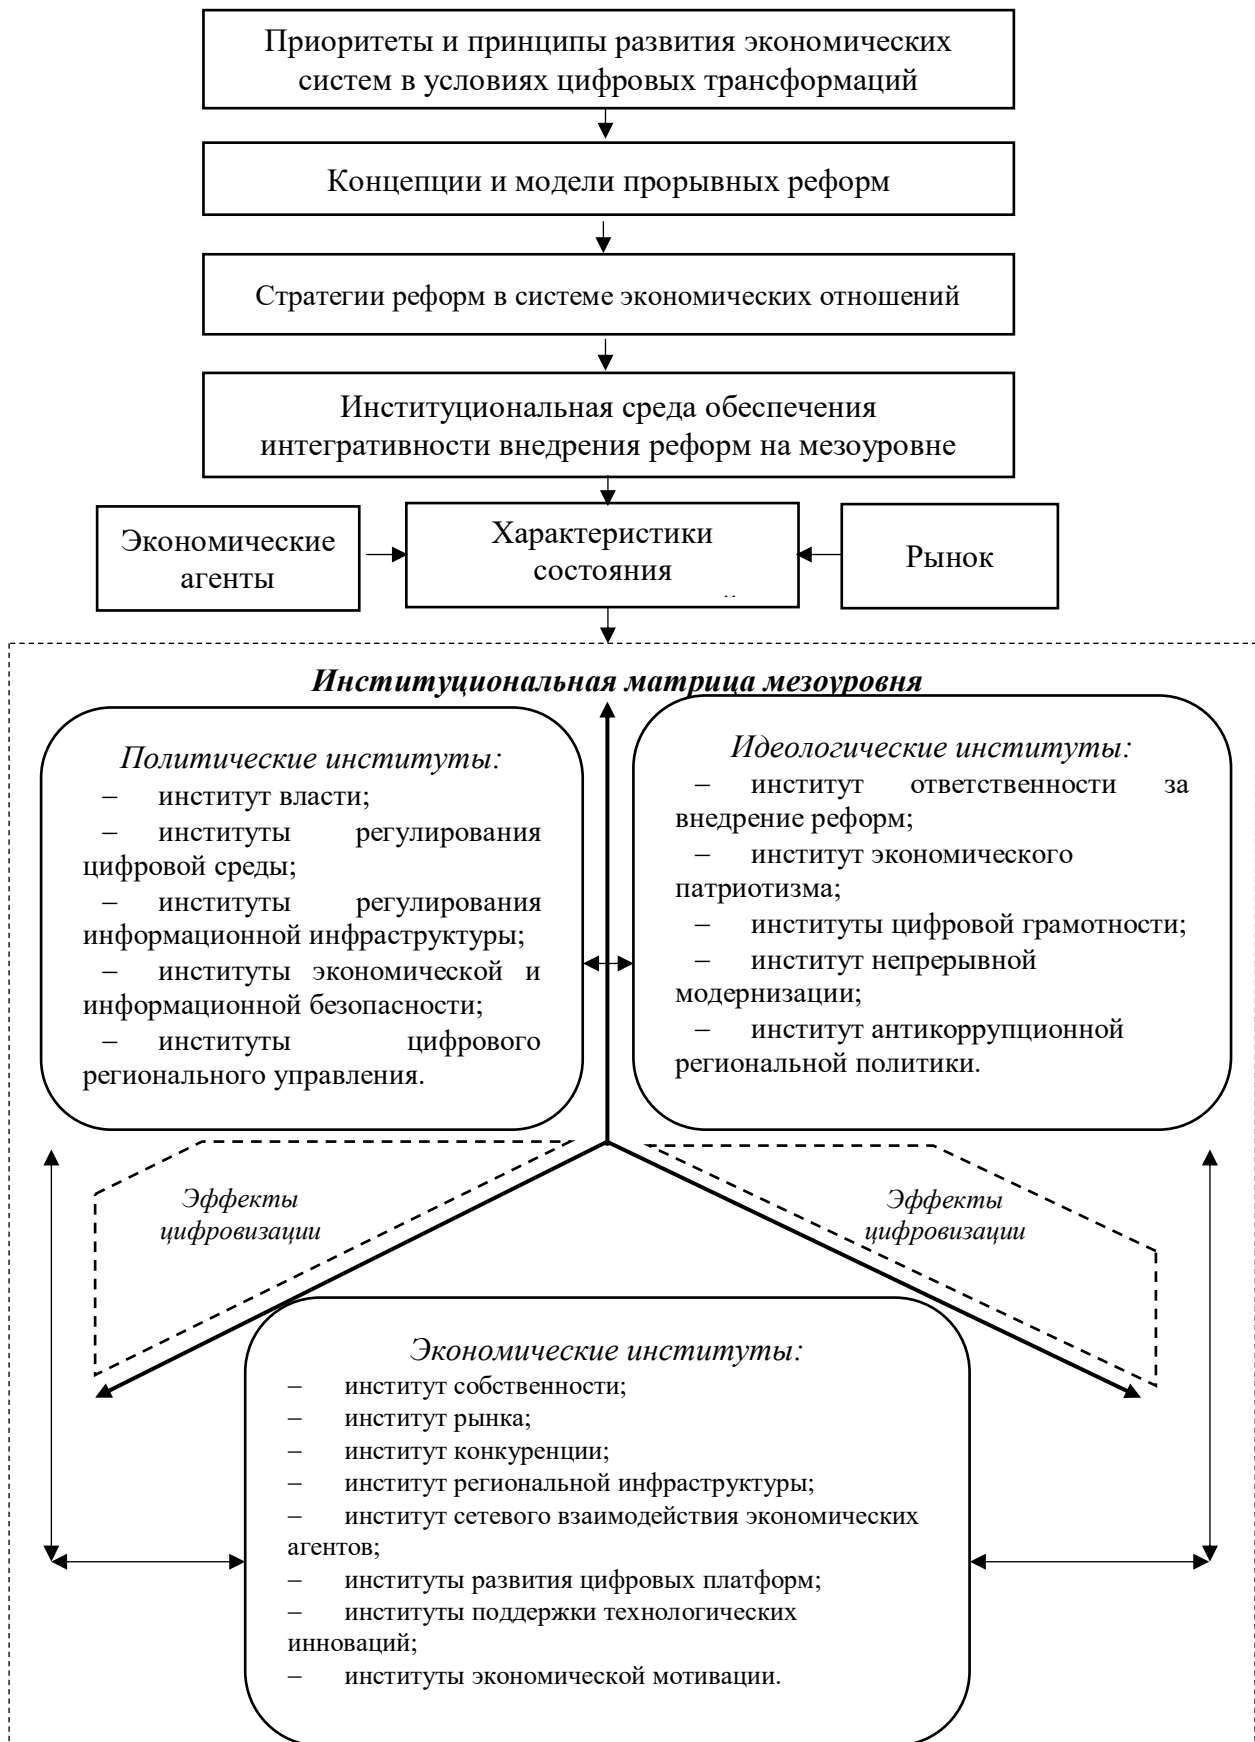 Приоритеты и принципы развития экономических
систем в условиях цифровых трансформаций
Концепции и модели прорывных реформ
Стратегии реформ в системе экономических отношений
Институциональная среда обеспечения
интегративности внедрения реформ на мезоуровне
Экономические
агенты
Характеристики
состояния
Рынок
Институциональная матрица мезоуровня
Политические институты:
– институт власти;
– институты регулирования
цифровой среды;
– институты регулирования
информационной инфраструктуры;
– институты экономической и
информационной безопасности;
– институты цифрового
регионального управления.
Идеологические институты:
– институт ответственности за
внедрение реформ;
– институт экономического
патриотизма;
– институты цифровой грамотности;
– институт непрерывной
модернизации;
– институт антикоррупционной
региональной политики.
Эффекты
цифровизации
Эффекты
цифровизации
Экономические институты:
– институт собственности;
– институт рынка;
– институт конкуренции;
– институт региональной инфраструктуры;
– институт сетевого взаимодействия экономических
агентов;
– институты развития цифровых платформ;
– институты поддержки технологических
инноваций;
– институты экономической мотивации.